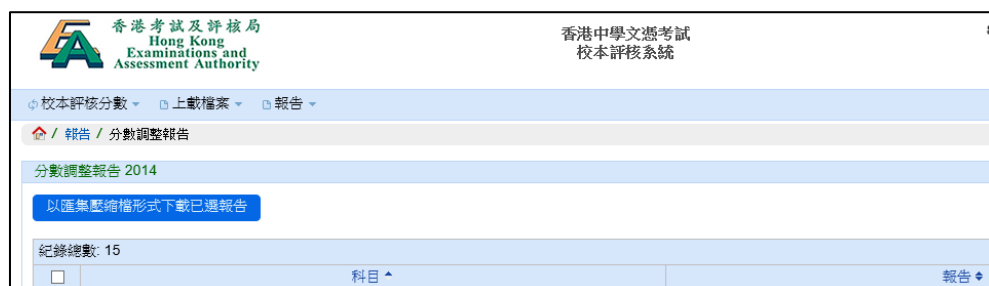 香港考試及評核局
Hong Kong
Examinations and
Assessment Authority
香港中學文憑考試
校本評核系統
校本評核分數
上載檔案
報告
/ 報告 / 分數調整報告
分數調整報告 2014
以匯集壓縮檔形式下載已選報告
紀錄總數: 15
科目
報告